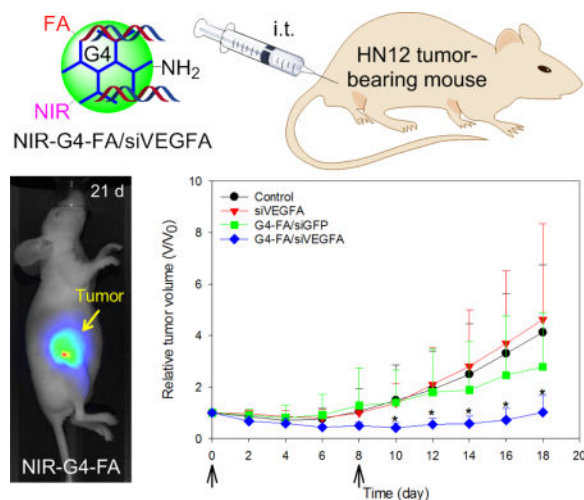 FA
G4
NH2
NIR
NIR-G4-FA/siVEGFA
i.t.
HN12 tumor-
bearing mouse
21 d
Tumor
NIR-G4-FA
Control
siVEGFA
G4-FA/siGFP
G4-FA/siVEGFA
Relative tumor volume (V/V0)
10
8
6
4
2
0
* * * * *
0 2 4 6 8 10 12 14 16 18 20
Time (day)